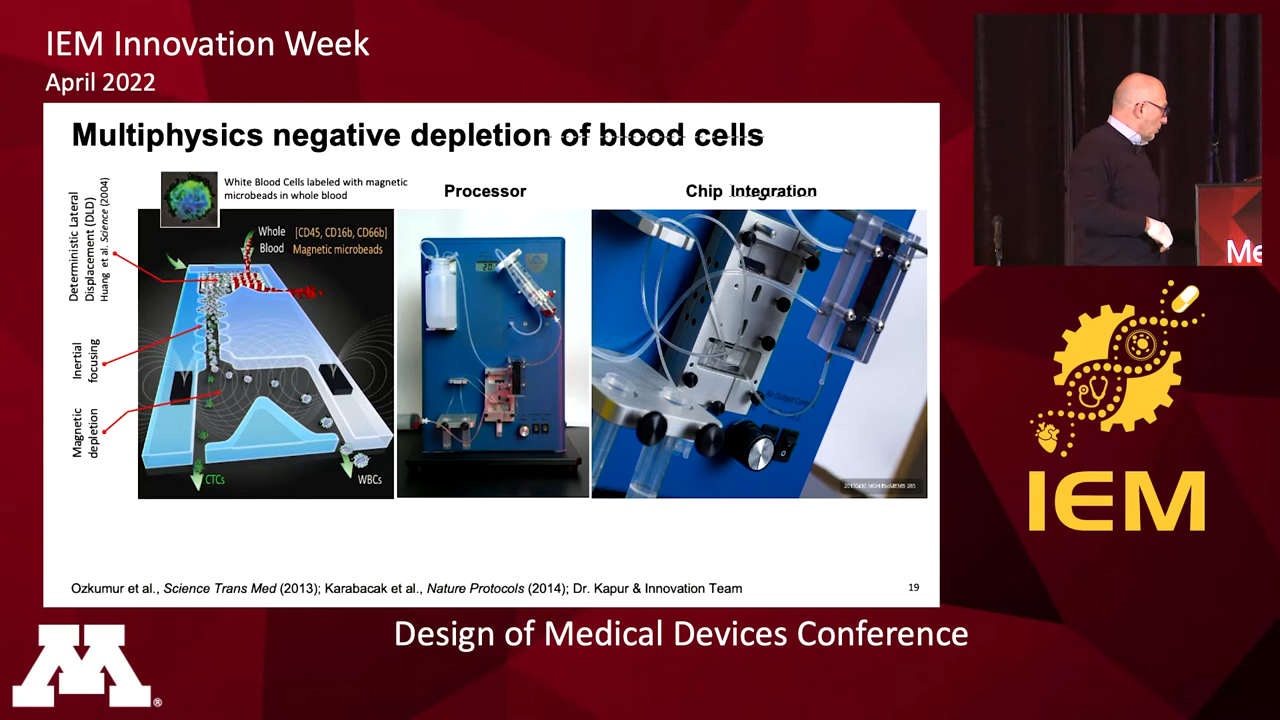 IEM Innovation Week
April 2022
Multiphysics negative depletion of blood cells
White Blood Cells labeled with magnetic
microbeads in whole blood
Processor
Chip Integration
Deterministic Lateral
Displacement (DLD)
Huang et al. Science (2004)
Inertial
focusing
Magnetic
depletion
Whole
Blood
[CD45, CD16b, CD66b]
Magnetic microbeads
CTCs
WBCs
Ozkumur et al., Science Trans Med (2013); Karabacak et al., Nature Protocols (2014); Dr. Kapur & Innovation Team
19
Me
IEM
Design of Medical Devices Conference
M®